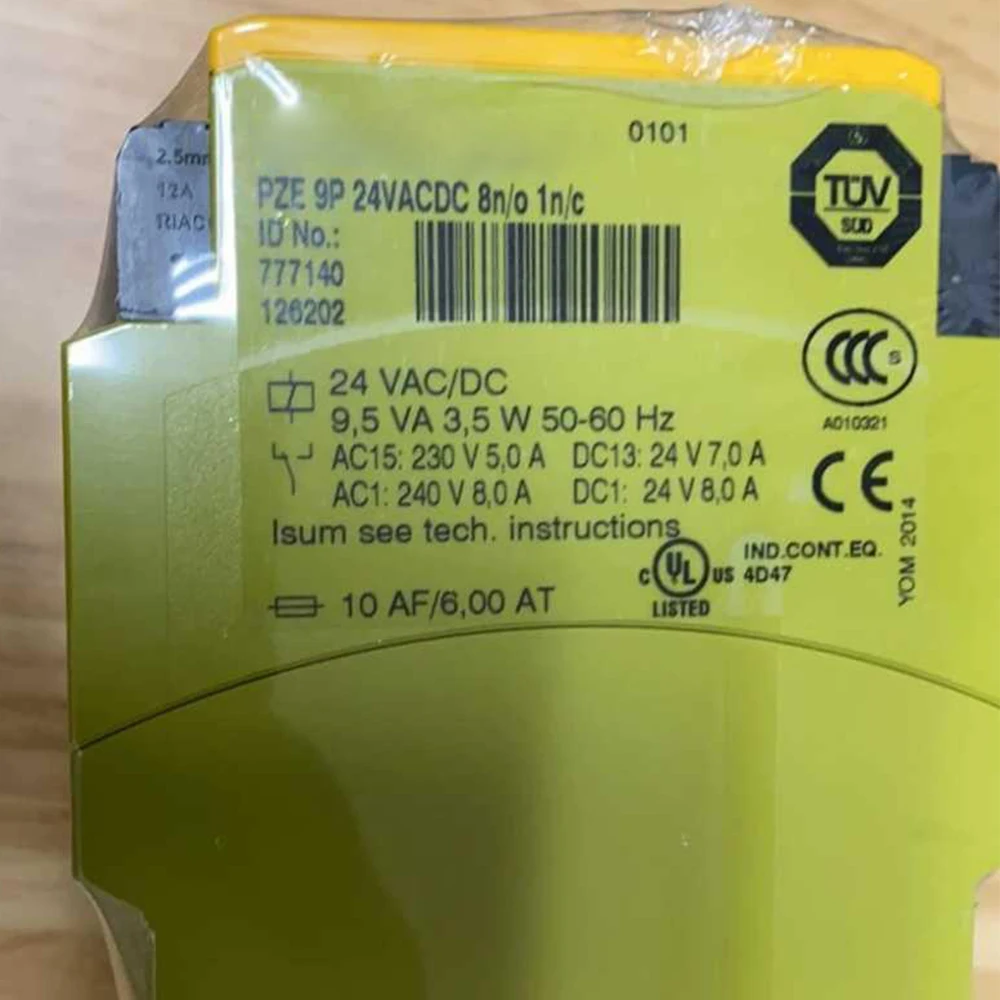 0101
PZE 9P 24VACDC 8n/o 1n/c
ID No.:
777140
126202
24 VAC/DC
9,5 VA 3,5 W 50-60 Hz
AC15: 230 V 5,0 A DC13: 24 V 7,0 A
AC1: 240 V 8,0 A DC1: 24 V 8,0 A
Isum see tech. instructions
10 AF/6,00 AT
TÜV
SÜD
CCC S
A010321
CE
YOM 2014
C UL US
LISTED
IND.CONT.EQ.
4D47
12A